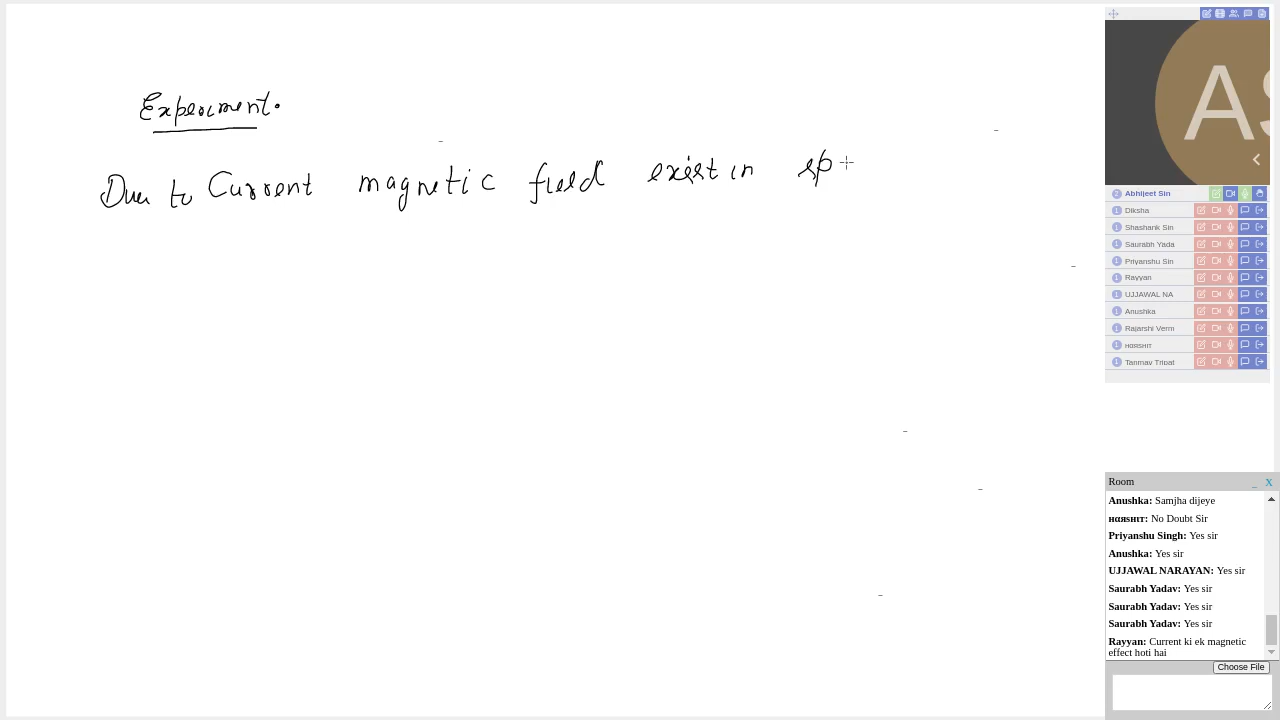 Experiment.
Due to Current magnetic field exist in sp
AS
Abhijeet Sin
Diksha
Shashank Sin
Saurabh Yada
Priyanshu Sin
Rayyan
UJJAWAL NA
Anushka
Rajarshi Verm
нαяѕнιт
Tanmay Tripat
Room _ X
Anushka: Samjha dijeye
нαяѕнιт: No Doubt Sir
Priyanshu Singh: Yes sir
Anushka: Yes sir
UJJAWAL NARAYAN: Yes sir
Saurabh Yadav: Yes sir
Saurabh Yadav: Yes sir
Saurabh Yadav: Yes sir
Rayyan: Current ki ek magnetic
effect hoti hai
Choose File